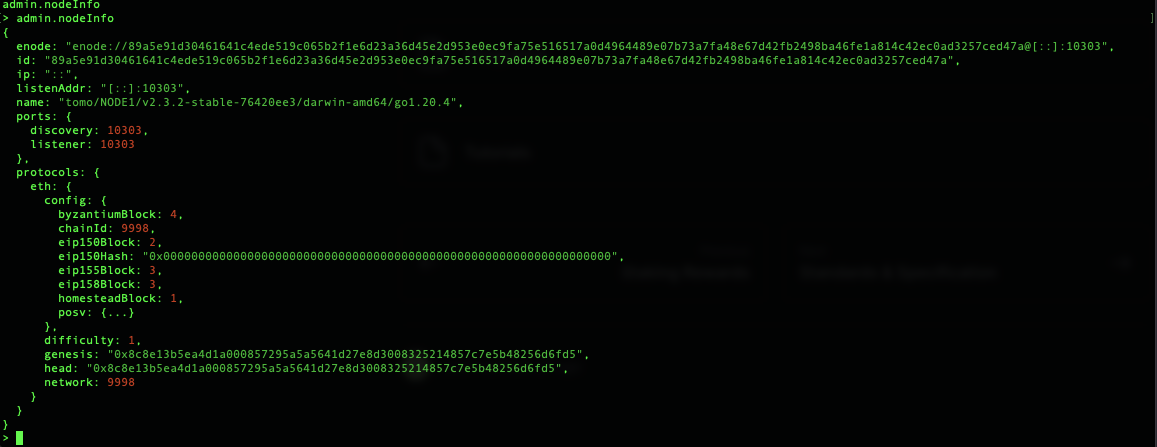 admin.nodeInfo
> admin.nodeInfo
{
  enode: "enode://89a5e91d30461641c4ede519c065b2f1e6d23a36d45e2d953e0ec9fa75e516517a0d4964489e07b73a7fa48e67d42fb2498ba46fe1a814c42ec0ad3257ced47a@[::]:10303",
  id: "89a5e91d30461641c4ede519c065b2f1e6d23a36d45e2d953e0ec9fa75e516517a0d4964489e07b73a7fa48e67d42fb2498ba46fe1a814c42ec0ad3257ced47a",
  ip: "::",
  listenAddr: "[::]:10303",
  name: "tomo/NODE1/v2.3.2-stable-76420ee3/darwin-amd64/go1.20.4",
  ports: {
    discovery: 10303,
    listener: 10303
  },
  protocols: {
    eth: {
      config: {
        byzantiumBlock: 4,
        chainId: 9998,
        eip150Block: 2,
        eip150Hash: "0x0000000000000000000000000000000000000000000000000000000000000000",
        eip155Block: 3,
        eip158Block: 3,
        homesteadBlock: 1,
        posv: {...}
      },
      difficulty: 1,
      genesis: "0x8c8e13b5ea4d1a000857295a5a5641d27e8d3008325214857c7e5b48256d6fd5",
      head: "0x8c8e13b5ea4d1a000857295a5a5641d27e8d3008325214857c7e5b48256d6fd5",
      network: 9998
    }
  }
}
>